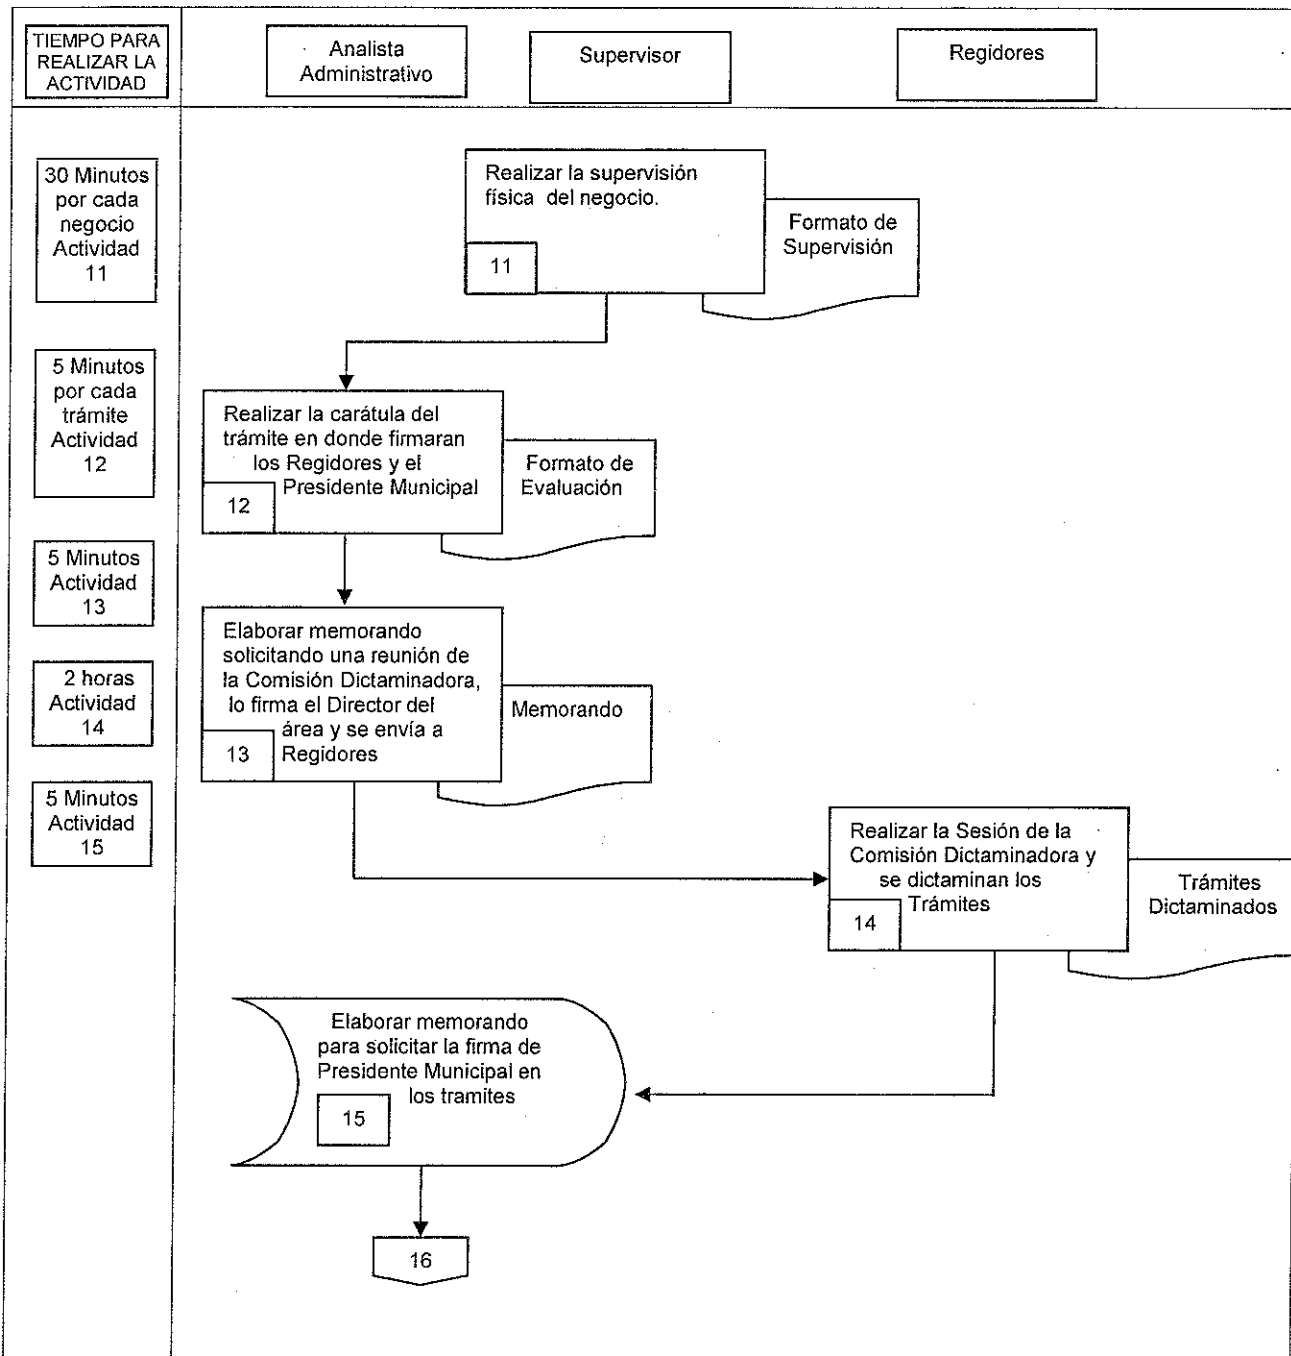 TIEMPO PARA
REALIZAR LA
ACTIVIDAD
Analista
Administrativo
Supervisor
Regidores
30 Minutos
por cada
negocio
Actividad
11
Realizar la supervisión
física del negocio.
11
Formato de
Supervisión
5 Minutos
por cada
trámite
Actividad
12
Realizar la carátula del
trámite en donde firmaran
los Regidores y el
Presidente Municipal
12
Formato de
Evaluación
5 Minutos
Actividad
13
Elaborar memorando
solicitando una reunión de
la Comisión Dictaminadora,
lo firma el Director del
área y se envía a
Regidores
13
Memorando
2 horas
Actividad
14
5 Minutos
Actividad
15
Realizar la Sesión de la
Comisión Dictaminadora y
se dictaminan los
Trámites
14
Trámites
Dictaminados
Elaborar memorando
para solicitar la firma de
Presidente Municipal en
los tramites
15
16